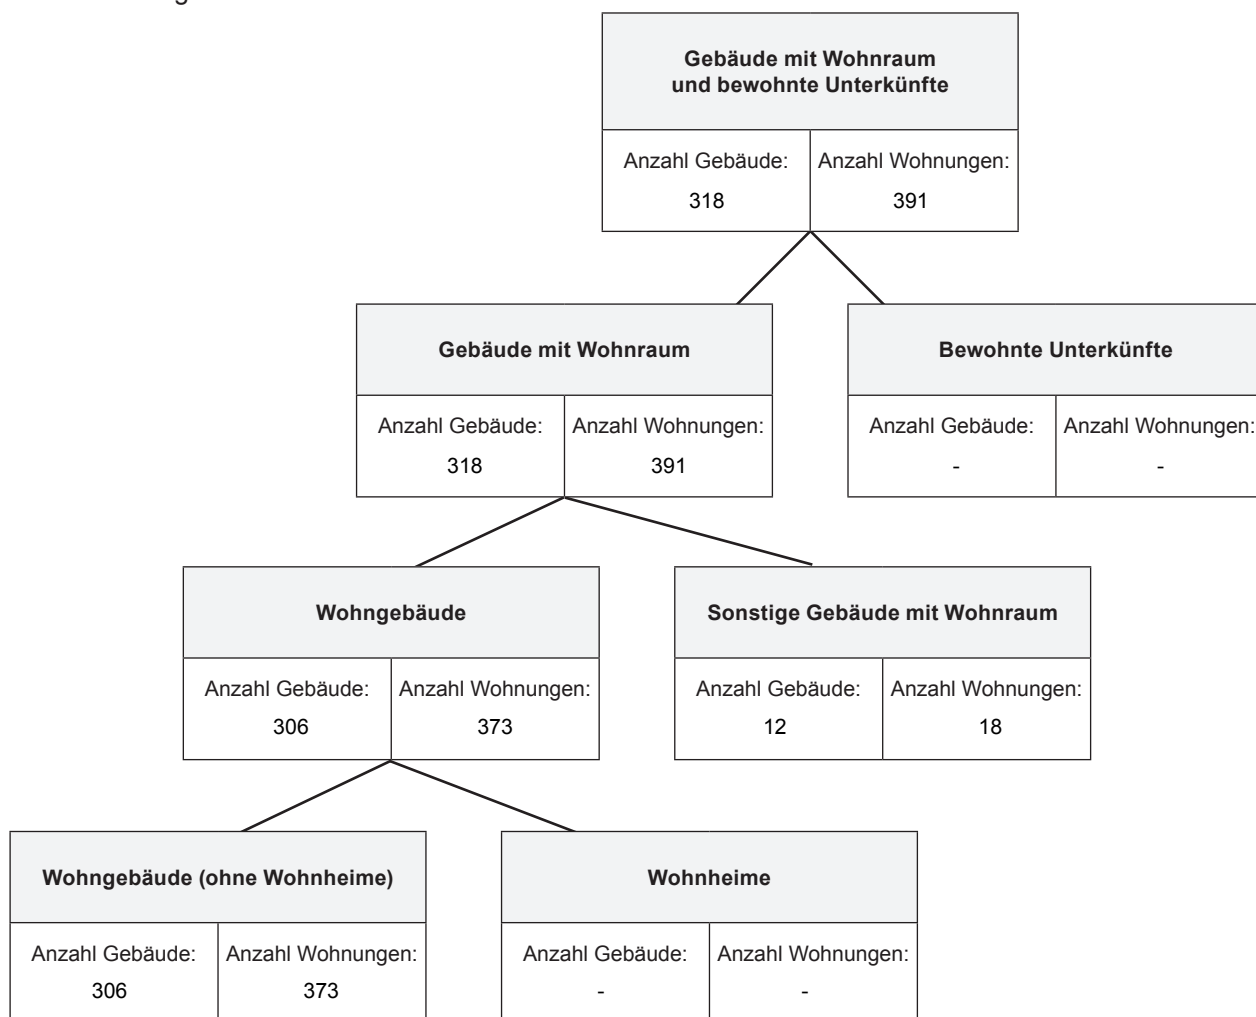 Gebäude mit Wohnraum
und bewohnte Unterkünfte
Anzahl Gebäude: Anzahl Wohnungen:
318 391
Gebäude mit Wohnraum
Anzahl Gebäude: Anzahl Wohnungen:
318 391
Bewohnte Unterkünfte
Anzahl Gebäude: Anzahl Wohnungen:
- -
Wohngebäude
Anzahl Gebäude: Anzahl Wohnungen:
306 373
Sonstige Gebäude mit Wohnraum
Anzahl Gebäude: Anzahl Wohnungen:
12 18
Wohngebäude (ohne Wohnheime)
Anzahl Gebäude: Anzahl Wohnungen:
306 373
Wohnheime
Anzahl Gebäude: Anzahl Wohnungen:
- -